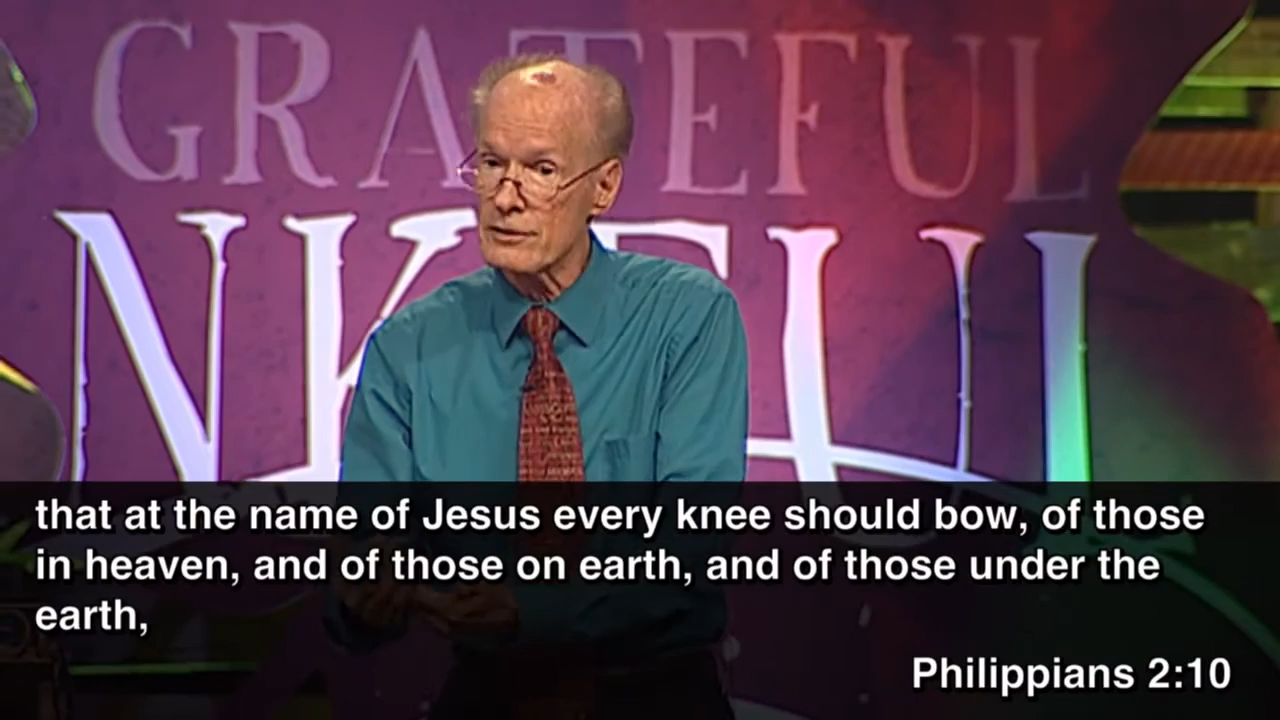 GRATEFUL
NKFUL
that at the name of Jesus every knee should bow, of those
in heaven, and of those on earth, and of those under the
earth,
Philippians 2:10